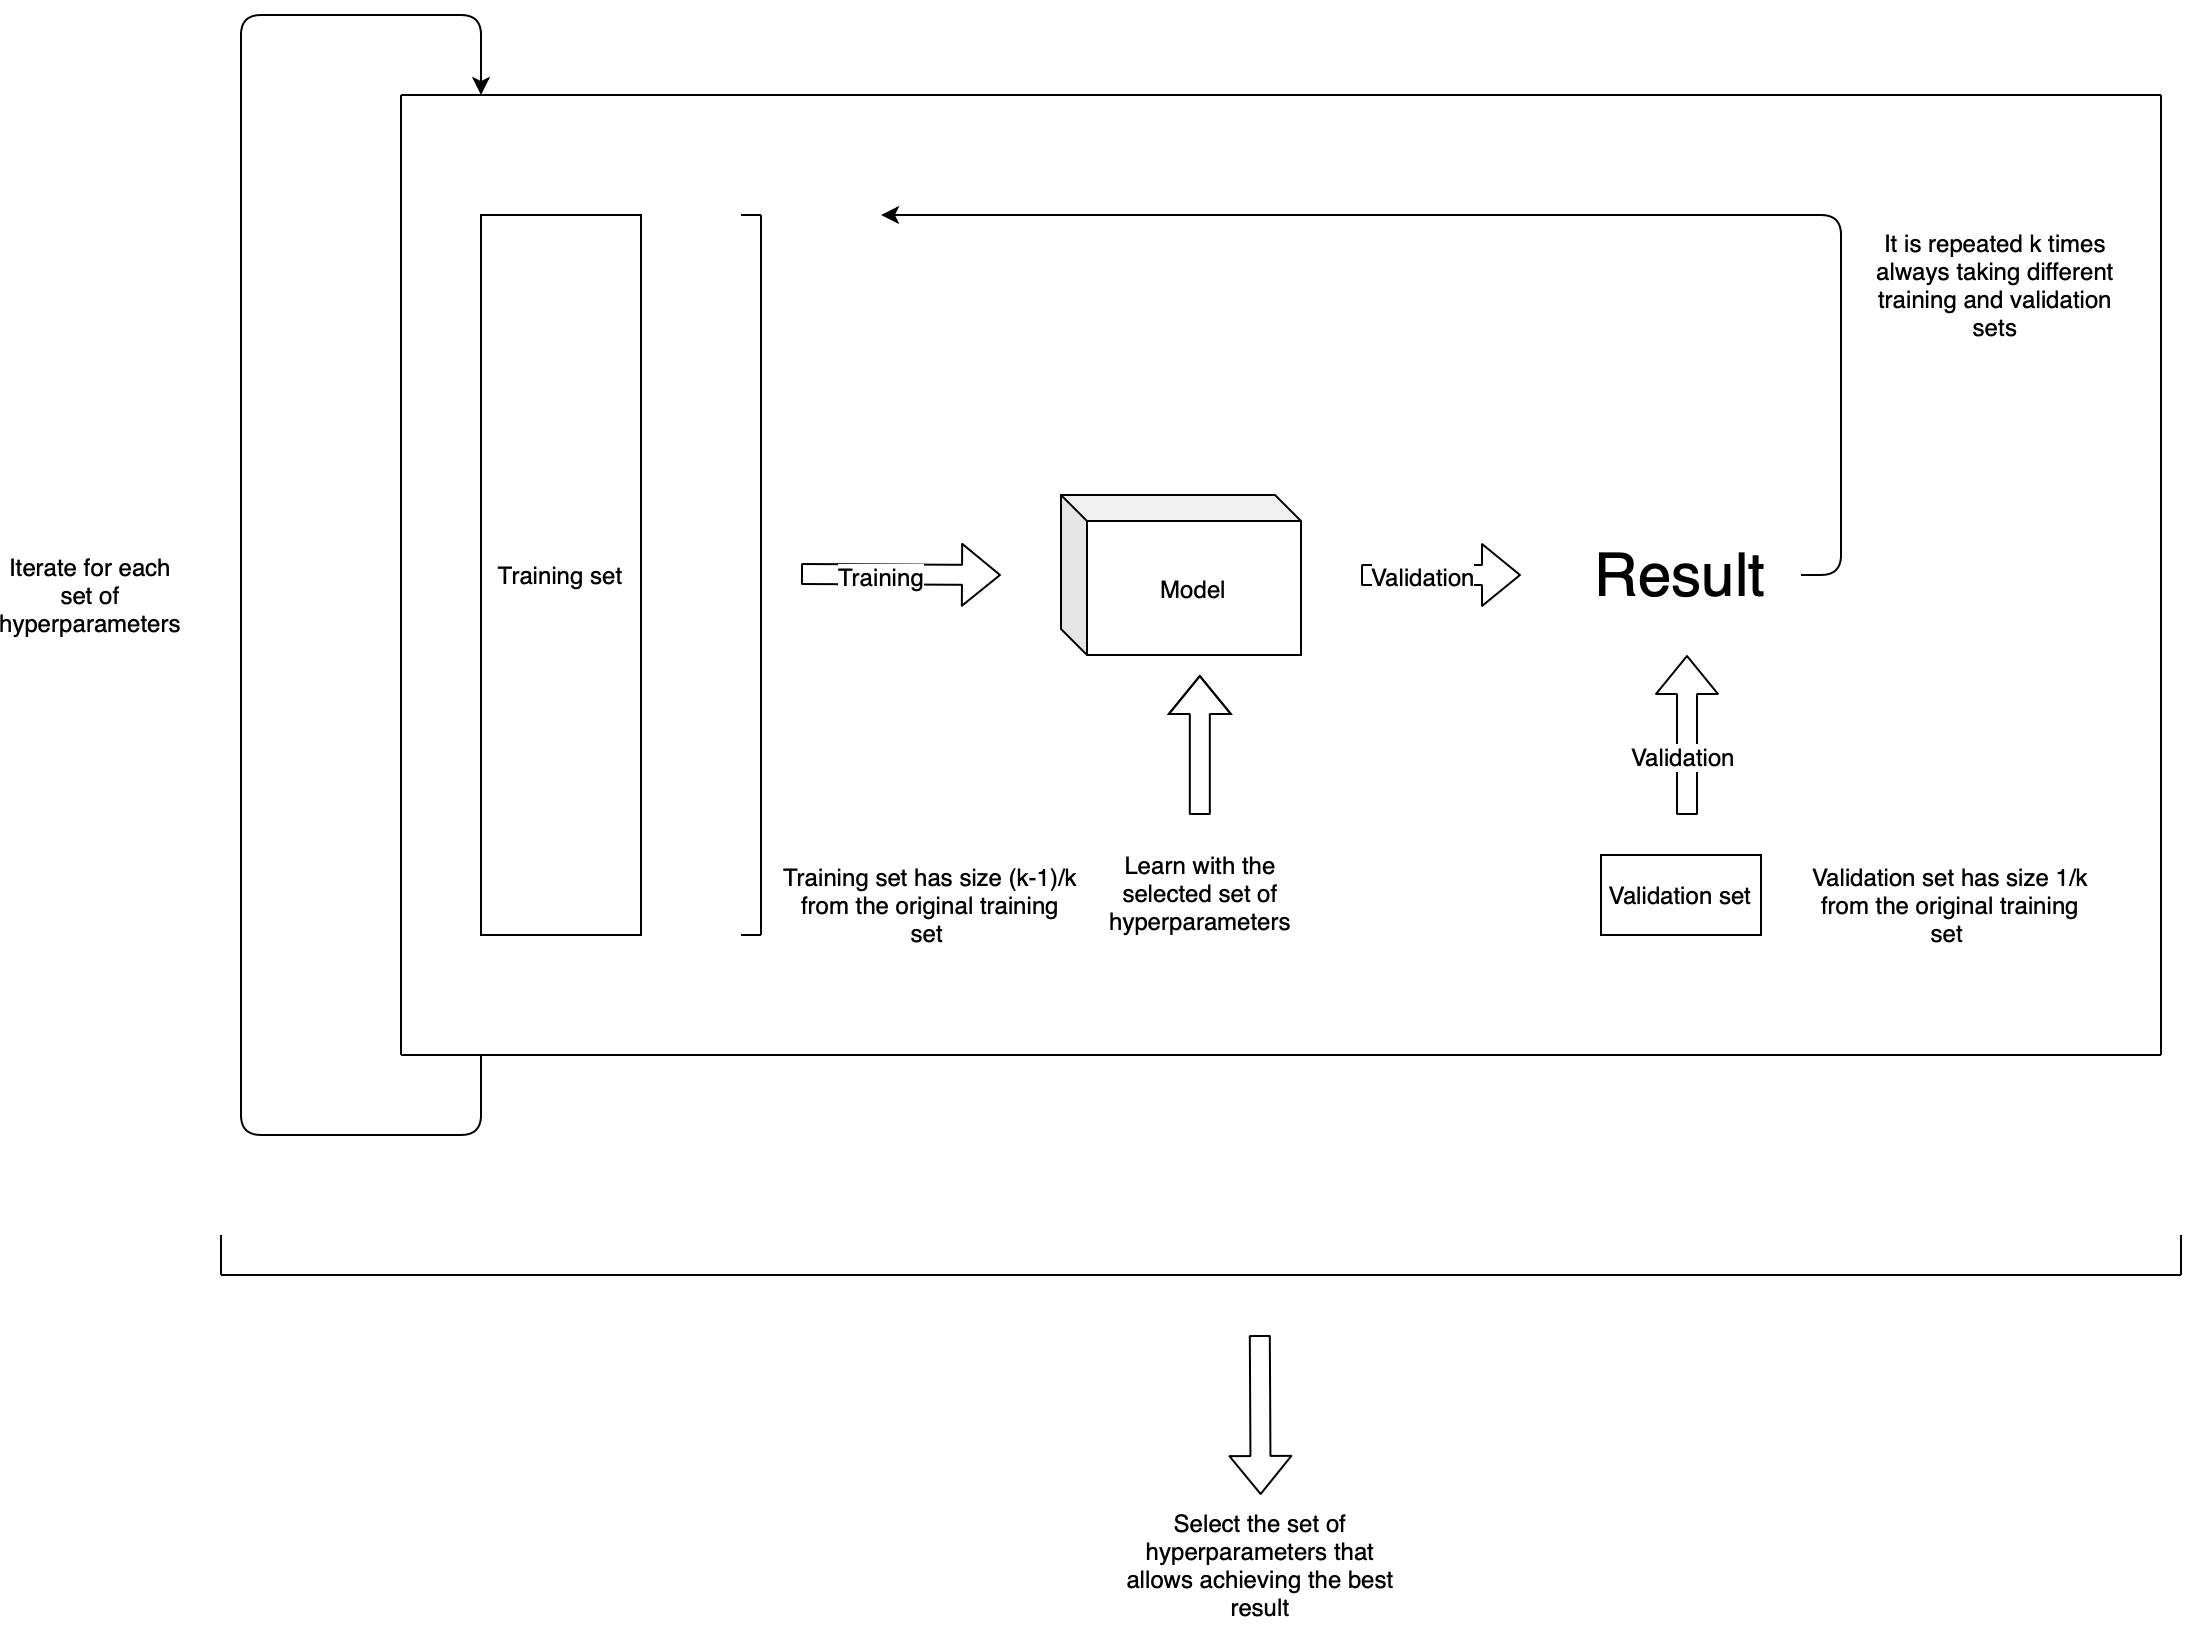 It is repeated k times
always taking different
training and validation
sets
Iterate for each
set of
hyperparameters
Training set
Training
Model
Validation
Result
Validation
Training set has size (k-1)/k
from the original training
set
Learn with the
selected set of
hyperparameters
Validation set
Validation set has size 1/k
from the original training
set
Select the set of
hyperparameters that
allows achieving the best
result